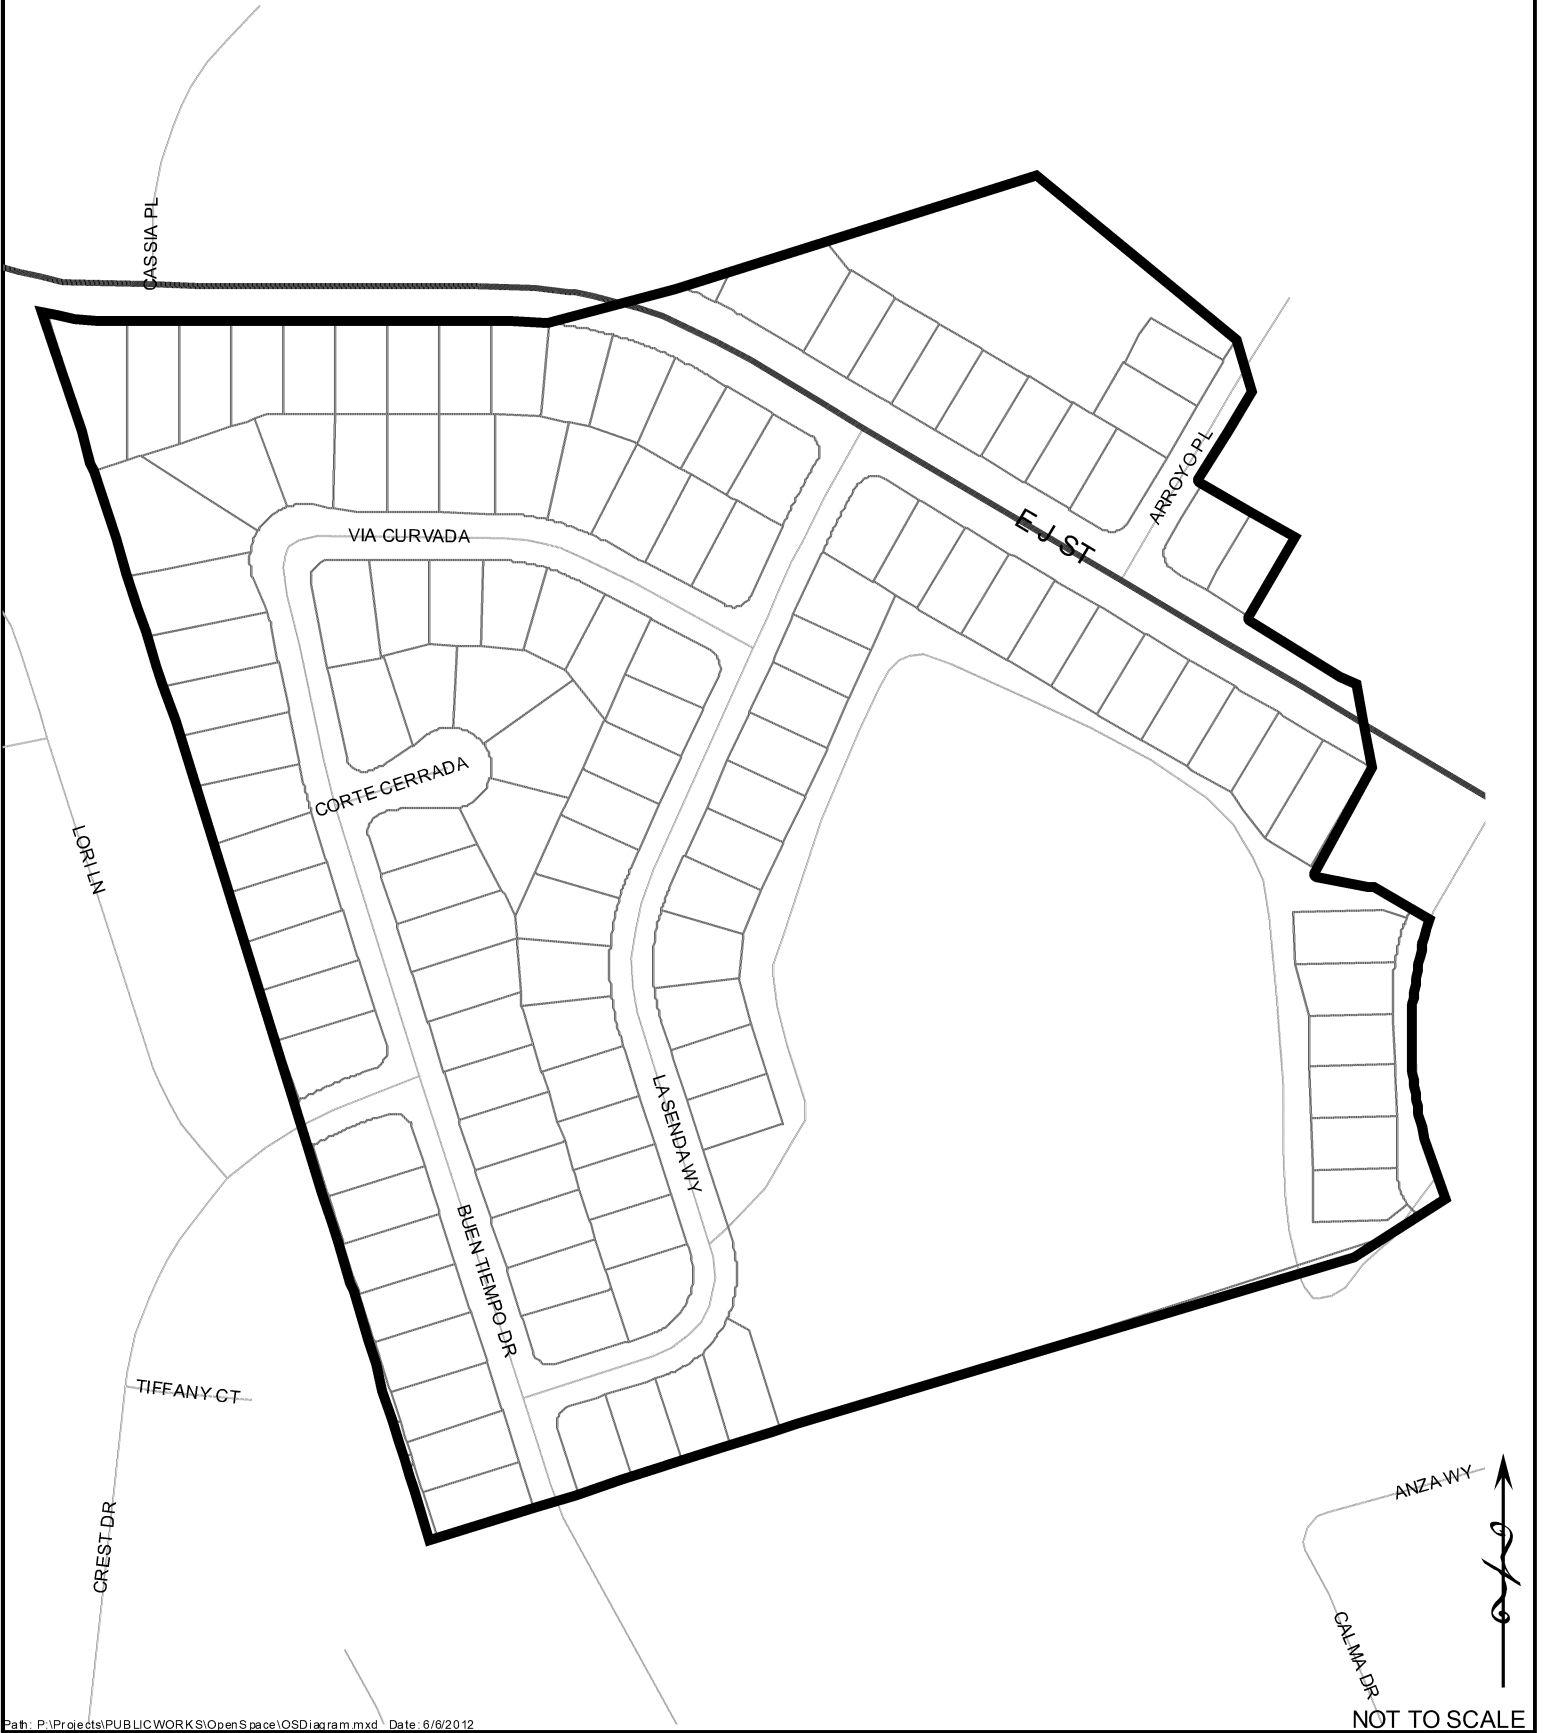 CASSIA PL
E J ST
ARROYO PL
VIA CURVADA
CORTE CERRADA
LORI LN
LA SENDA WY
BUEN TIEMPO DR
TIFFANY CT
CREST DR
ANZA WY
CALMA DR
NOT TO SCALE
Path: P:\Projects\PUBLICWORKS\OpenSpace\OSDiagram.mxd Date: 6/6/2012